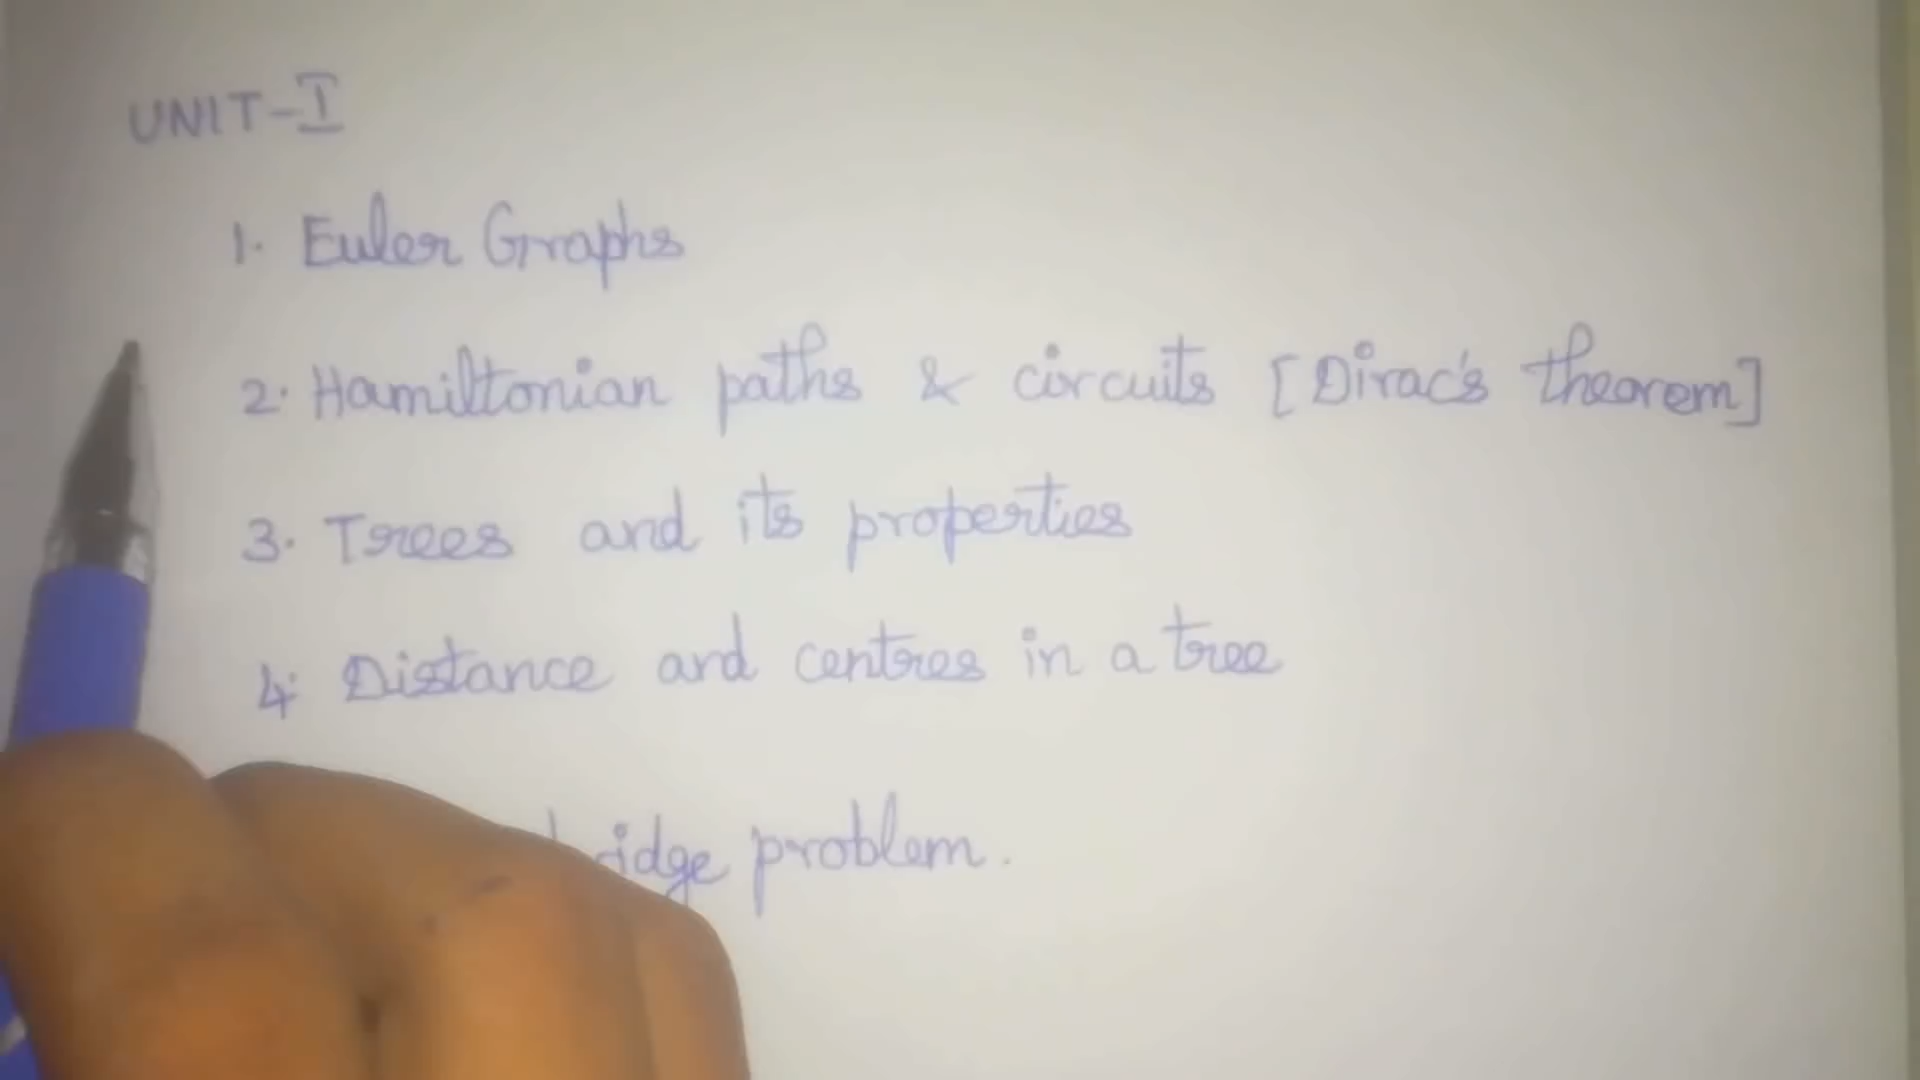 UNIT-I
1. Euler Graphs
2. Hamiltonian paths & circuits [Dirac's theorem]
3. Trees and its properties
4. Distance and centres in a tree
problem.